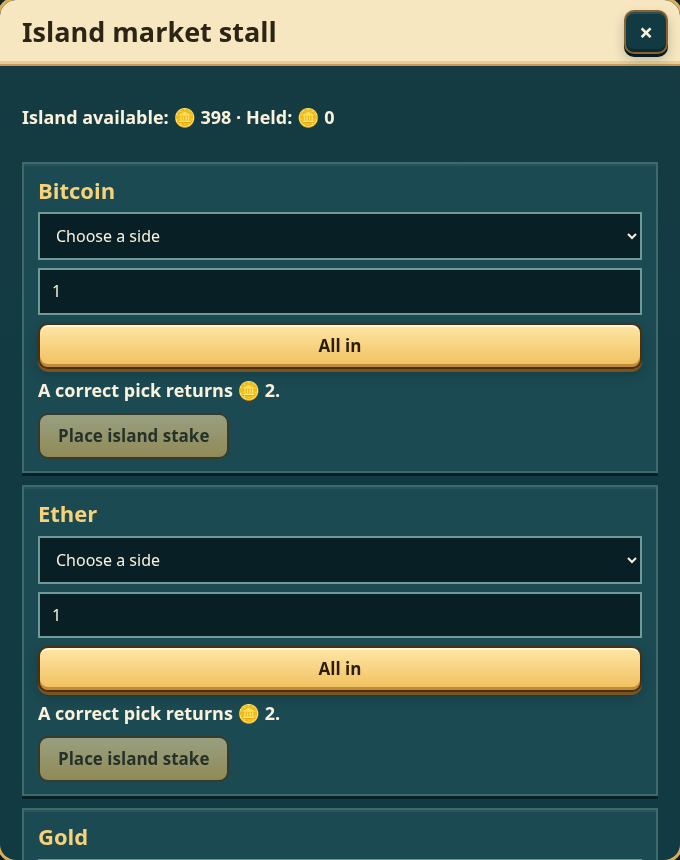 Island market stall
×
Island available: 🪙 398 · Held: 🪙 0
Bitcoin
Choose a side
1
All in
A correct pick returns 🪙 2.
Place island stake
Ether
Choose a side
1
All in
A correct pick returns 🪙 2.
Place island stake
Gold